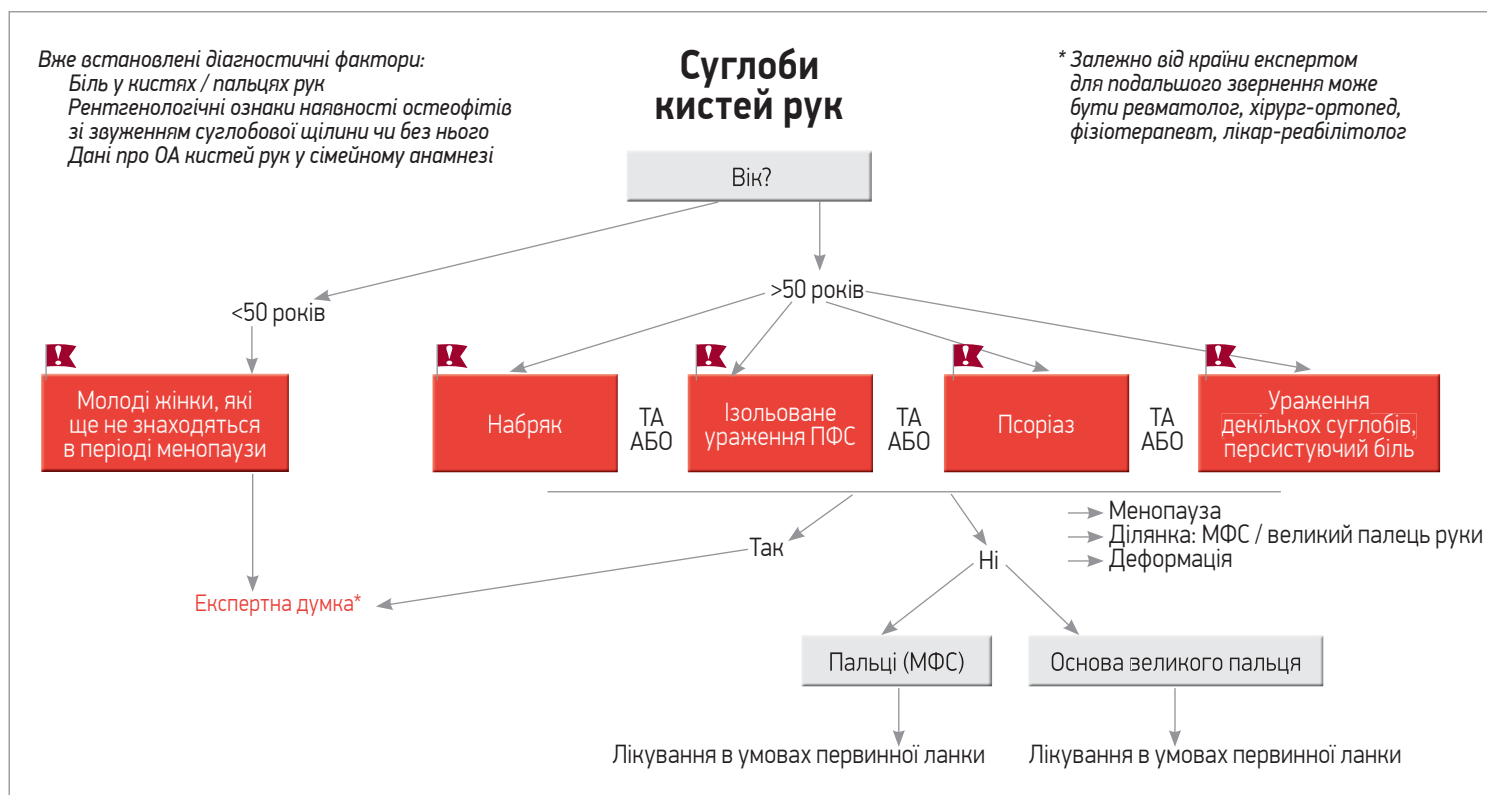 Вже встановлені діагностичні фактори:
Біль у кистях / пальцях рук
Рентгенологічні ознаки наявності остеофітів
зі звуженням суглобової щілини чи без нього
Дані про ОА кистей рук у сімейному анамнезі
Суглоби
кистей рук
* Залежно від країни експертом
для подальшого звернення може
бути ревматолог, хірург-ортопед,
фізіотерапевт, лікар-реабілітолог
Вік?
<50 років
>50 років
Молоді жінки, які
ще не знаходяться
в періоді менопаузи
Набряк
ТА
АБО
Ізольоване
ураження ПФС
ТА
АБО
Псоріаз
ТА
АБО
Ураження
декількох суглобів,
персистуючий біль
Менопауза
Ділянка: МФС / великий палець руки
Деформація
Так
Ні
Експертна думка*
Пальці (МФС)
Основа великого пальця
Лікування в умовах первинної ланки
Лікування в умовах первинної ланки